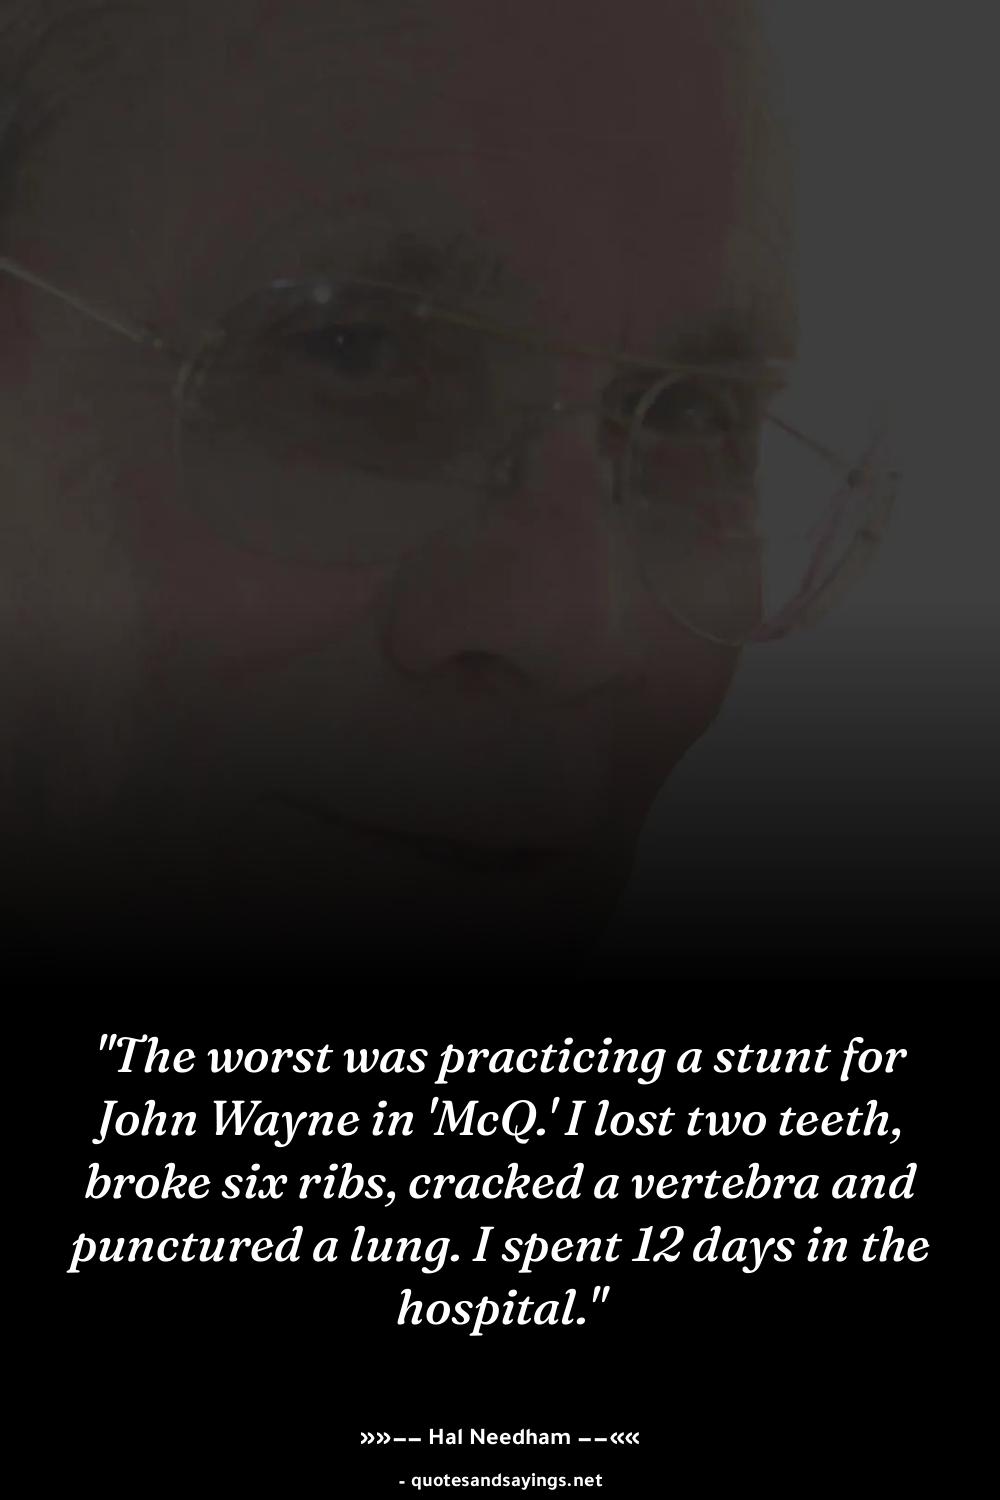 "The worst was practicing a stunt for
John Wayne in 'McQ.' I lost two teeth,
broke six ribs, cracked a vertebra and
punctured a lung. I spent 12 days in the
hospital."
»»−− Hal Needham −−««
- quotesandsayings.net